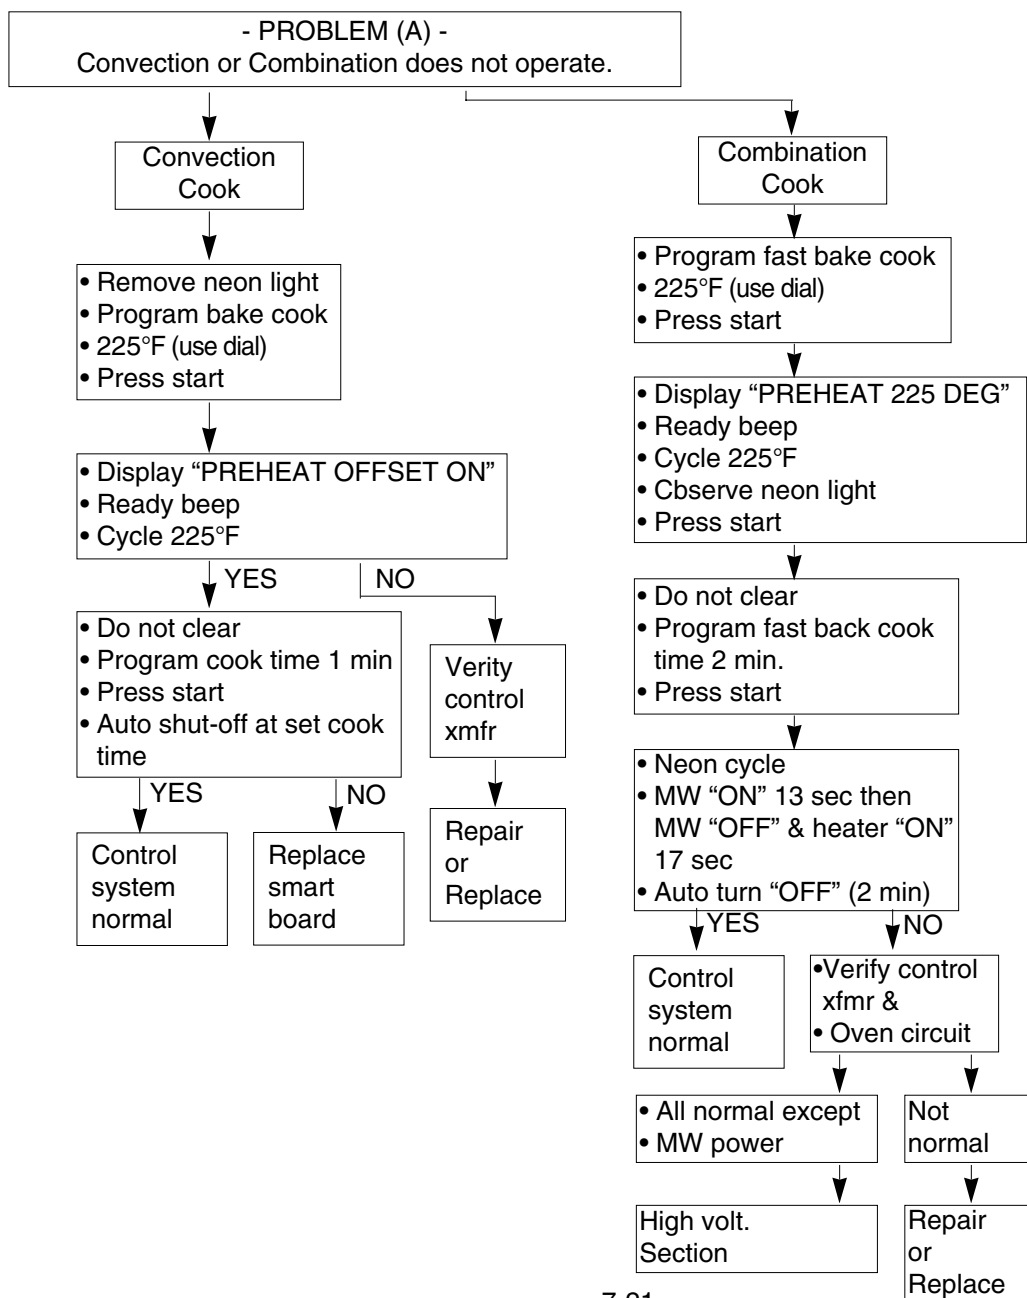 - PROBLEM (A) -
Convection or Combination does not operate.
Convection
Cook
• Remove neon light
• Program bake cook
• 225°F (use dial)
• Press start
• Display “PREHEAT OFFSET ON”
• Ready beep
• Cycle 225°F
YES
NO
• Do not clear
• Program cook time 1 min
• Press start
• Auto shut-off at set cook
time
Verity
control
xmfr
YES
NO
Control
system
normal
Replace
smart
board
Repair
or
Replace
Combination
Cook
• Program fast bake cook
• 225°F (use dial)
• Press start
• Display “PREHEAT 225 DEG”
• Ready beep
• Cycle 225°F
• Cbserve neon light
• Press start
• Do not clear
• Program fast back cook
time 2 min.
• Press start
• Neon cycle
• MW “ON” 13 sec then
MW “OFF” & heater “ON”
17 sec
• Auto turn “OFF” (2 min)
YES
NO
Control
system
normal
•Verify control
xfmr &
• Oven circuit
• All normal except
• MW power
Not
normal
High volt.
Section
Repair
or
Replace